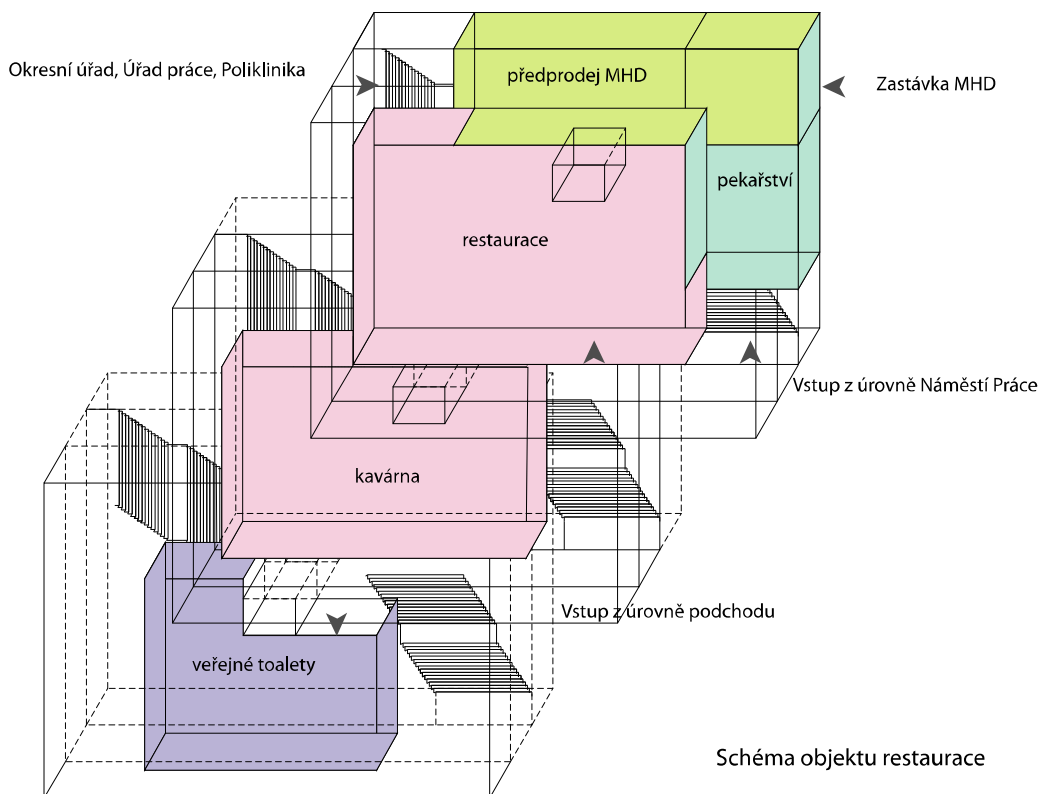 Okresní úřad, Úřad práce, Poliklinika
předprodej MHD
Zastávka MHD
pekařství
restaurace
Vstup z úrovně Náměstí Práce
kavárna
Vstup z úrovně podchodu
veřejné toalety
Schéma objektu restaurace